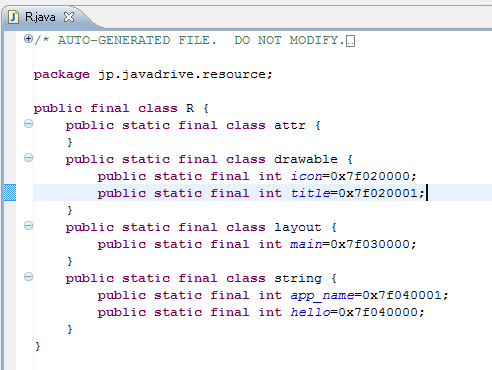 R.java
/* AUTO-GENERATED FILE.  DO NOT MODIFY.
package jp.javadrive.resource;
public final class R {
    public static final class attr {
    }
    public static final class drawable {
        public static final int icon=0x7f020000;
        public static final int title=0x7f020001;
    }
    public static final class layout {
        public static final int main=0x7f030000;
    }
    public static final class string {
        public static final int app_name=0x7f040001;
        public static final int hello=0x7f040000;
    }
}